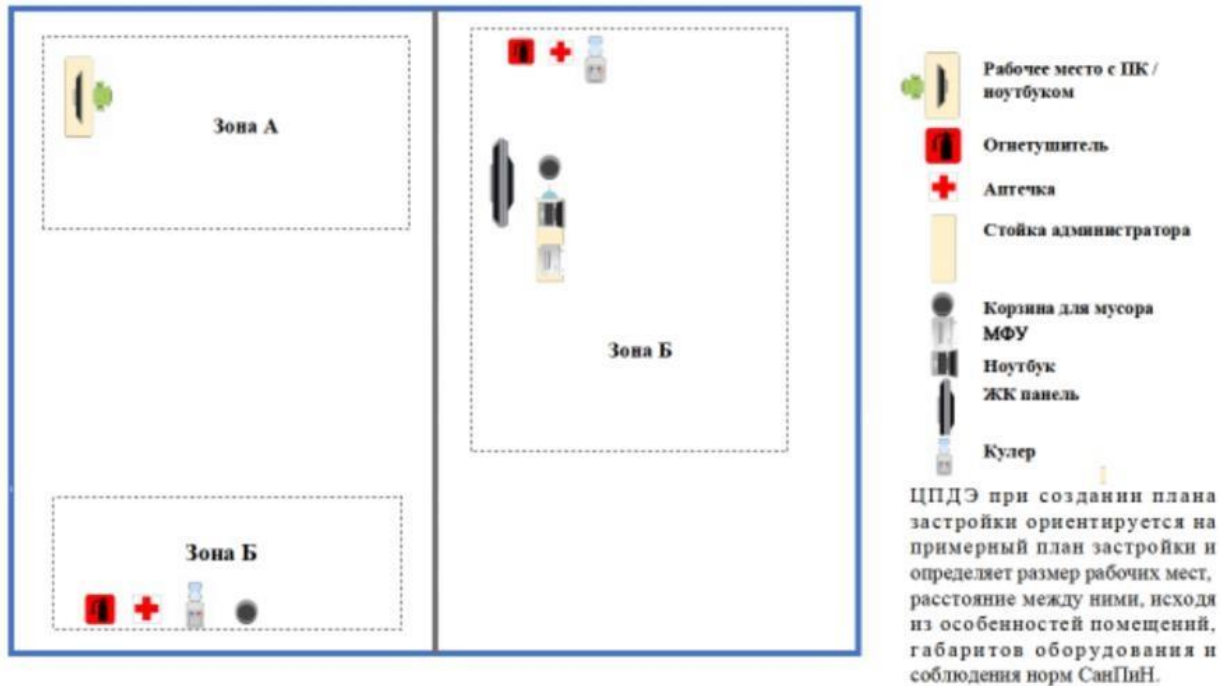 Зона А
Зона Б
Зона Б
Рабочее место с ПК /
ноутбуком
Огнетушитель
Аптечка
Стойка администратора
Корзина для мусора
МФУ
Ноутбук
ЖК панель
Кулер
ЦПДЭ при создании плана
застройки ориентируется на
примерный план застройки и
определяет размер рабочих мест,
расстояние между ними, исходя
из особенностей помещений,
габаритов оборудования и
соблюдения норм СанПиН.